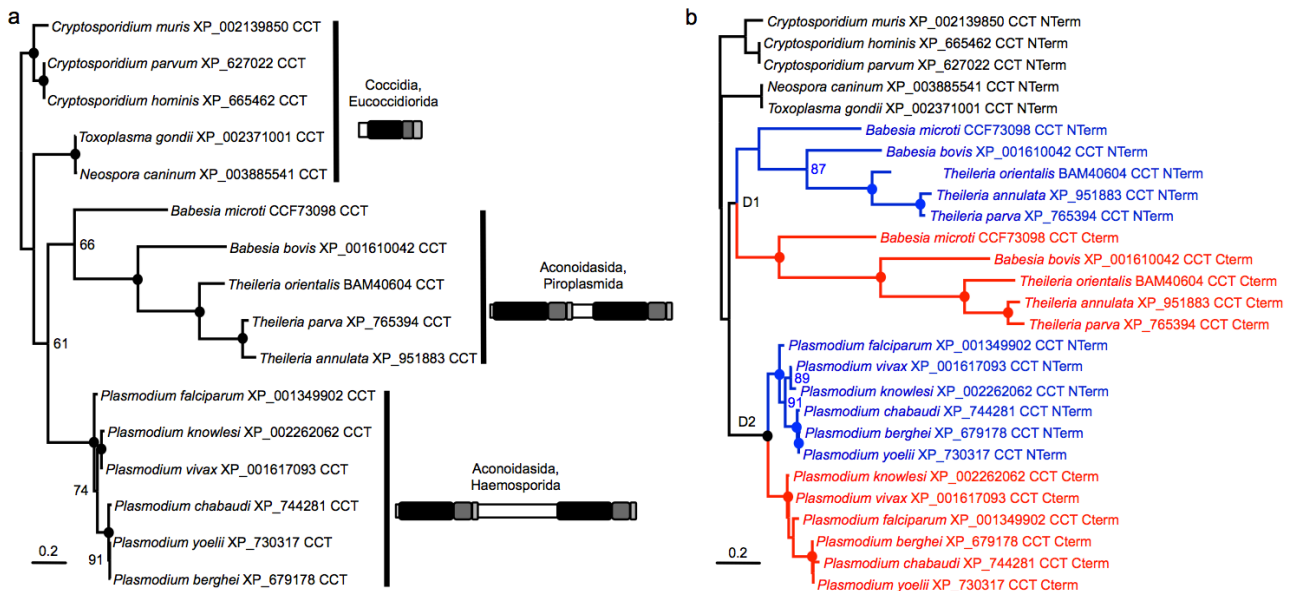 a
Cryptosporidium muris XP_002139850 CCT
Cryptosporidium parvum XP_627022 CCT
Cryptosporidium hominis XP_665462 CCT
Toxoplasma gondii XP_002371001 CCT
Neospora caninum XP_003885541 CCT
Babesia microti CCF73098 CCT
66
Babesia bovis XP_001610042 CCT
Theileria orientalis BAM40604 CCT
Theileria parva XP_765394 CCT
61
Theileria annulata XP_951883 CCT
Plasmodium falciparum XP_001349902 CCT
Plasmodium knowlesi XP_002262062 CCT
Plasmodium vivax XP_001617093 CCT
74
Plasmodium chabaudi XP_744281 CCT
Plasmodium yoelii XP_730317 CCT
91
Plasmodium berghei XP_679178 CCT
0.2
Coccidia,
Eucoccidiorida
Aconoidasida,
Piroplasmida
Aconoidasida,
Haemosporida
b
Cryptosporidium muris XP_002139850 CCT NTerm
Cryptosporidium hominis XP_665462 CCT NTerm
Cryptosporidium parvum XP_627022 CCT NTerm
Neospora caninum XP_003885541 CCT NTerm
Toxoplasma gondii XP_002371001 CCT NTerm
Babesia microti CCF73098 CCT NTerm
Babesia bovis XP_001610042 CCT NTerm
87
Theileria orientalis BAM40604 CCT NTerm
Theileria annulata XP_951883 CCT NTerm
D1
Theileria parva XP_765394 CCT NTerm
Babesia microti CCF73098 CCT Cterm
Babesia bovis XP_001610042 CCT Cterm
Theileria orientalis BAM40604 CCT Cterm
Theileria annulata XP_951883 CCT Cterm
Theileria parva XP_765394 CCT Cterm
Plasmodium falciparum XP_001349902 CCT NTerm
Plasmodium vivax XP_001617093 CCT NTerm
89
Plasmodium knowlesi XP_002262062 CCT NTerm
91
Plasmodium chabaudi XP_744281 CCT NTerm
D2
Plasmodium berghei XP_679178 CCT NTerm
Plasmodium yoelii XP_730317 CCT NTerm
Plasmodium knowlesi XP_002262062 CCT Cterm
Plasmodium vivax XP_001617093 CCT Cterm
Plasmodium falciparum XP_001349902 CCT Cterm
Plasmodium berghei XP_679178 CCT Cterm
0.2
Plasmodium chabaudi XP_744281 CCT Cterm
Plasmodium yoelii XP_730317 CCT Cterm